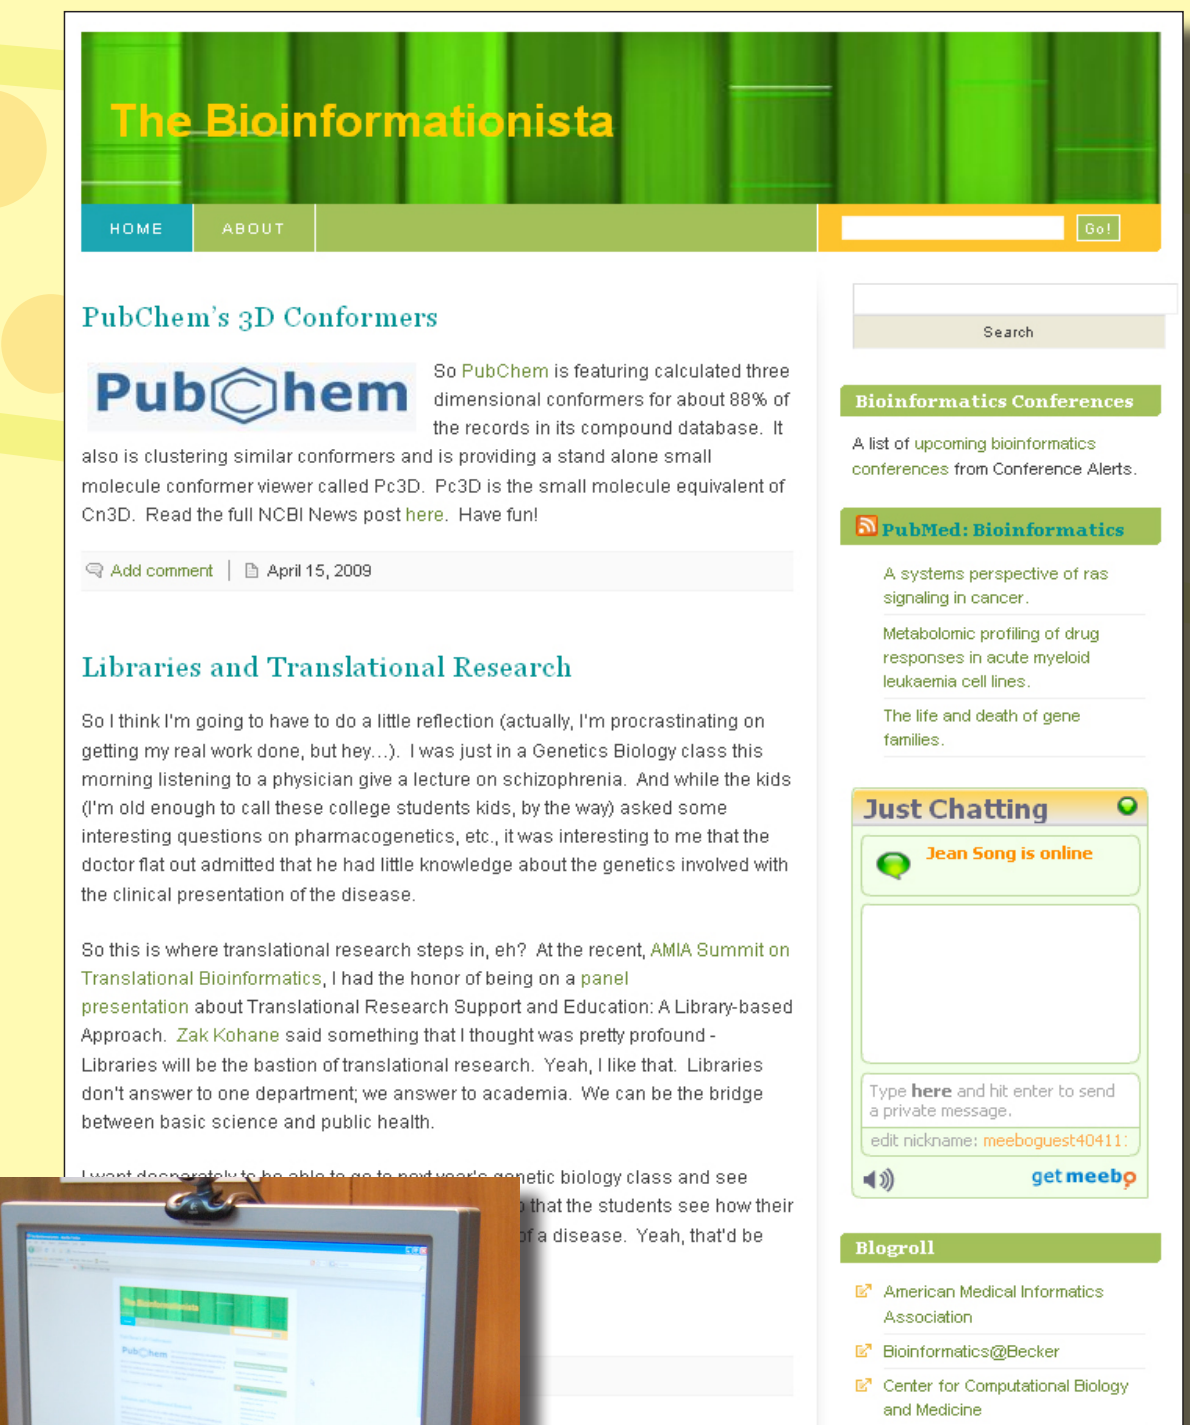 The Bioinformationista
HOME ABOUT
Go!
PubChem's 3D Conformers
PubChem
So PubChem is featuring calculated three
dimensional conformers for about 88% of
the records in its compound database. It
also is clustering similar conformers and is providing a stand alone small
molecule conformer viewer called Pc3D. Pc3D is the small molecule equivalent of
Cn3D. Read the full NCBI News post here. Have fun!
Add comment April 15, 2009
Libraries and Translational Research
So I think I'm going to have to do a little reflection (actually, I'm procrastinating on
getting my real work done, but hey...). I was just in a Genetics Biology class this
morning listening to a physician give a lecture on schizophrenia. And while the kids
(I'm old enough to call these college students kids, by the way) asked some
interesting questions on pharmacogenetics, etc., it was interesting to me that the
doctor flat out admitted that he had little knowledge about the genetics involved with
the clinical presentation of the disease.
So this is where translational research steps in, eh? At the recent, AMIA Summit on
Translational Bioinformatics, I had the honor of being on a panel
presentation about Translational Research Support and Education: A Library-based
Approach. Zak Kohane said something that I thought was pretty profound -
Libraries will be the bastion of translational research. Yeah, I like that. Libraries
don't answer to one department; we answer to academia. We can be the bridge
between basic science and public health.
I want desperately to be able to go to next year's genetic biology class and see
that the students see how their
of a disease. Yeah, that'd be
Search
Bioinformatics Conferences
A list of upcoming bioinformatics
conferences from Conference Alerts.
PubMed: Bioinformatics
A systems perspective of ras
signaling in cancer.
Metabolomic profiling of drug
responses in acute myeloid
leukaemia cell lines.
The life and death of gene
families.
Just Chatting
Jean Song is online
Type here and hit enter to send
a private message.
edit nickname: meeboguest40411
get meebo
Blogroll
American Medical Informatics
Association
Bioinformatics@Becker
Center for Computational Biology
and Medicine
The Bioinformationista
PubChem